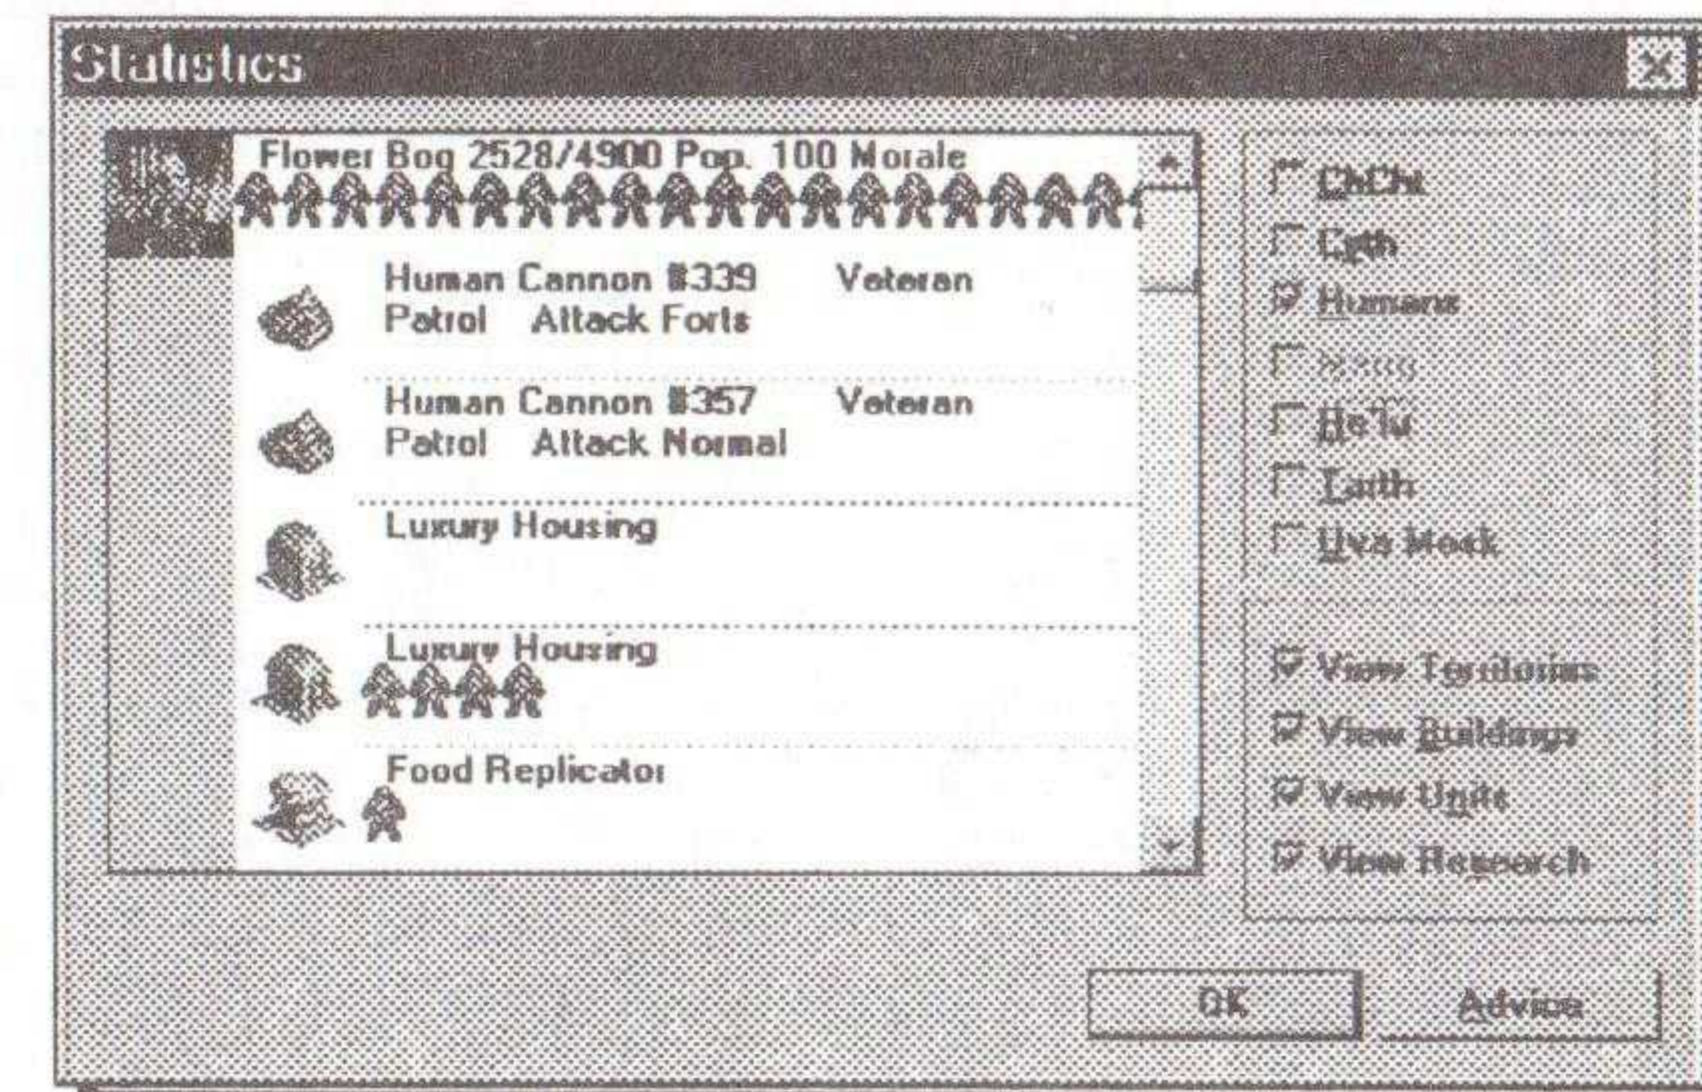 Statistics
Flower Bog 2528/4900 Pop. 100 Morale
Human Cannon #339 Veteran
Patrol Attack Forts
Human Cannon #357 Veteran
Patrol Attack Normal
Luxury Housing
Luxury Housing
Food Replicator
ChCht
Cyth
Humans
Re'Lu
Tarth
Uva Mosk
View Territories
View Buildings
View Units
View Research
OK
Advice